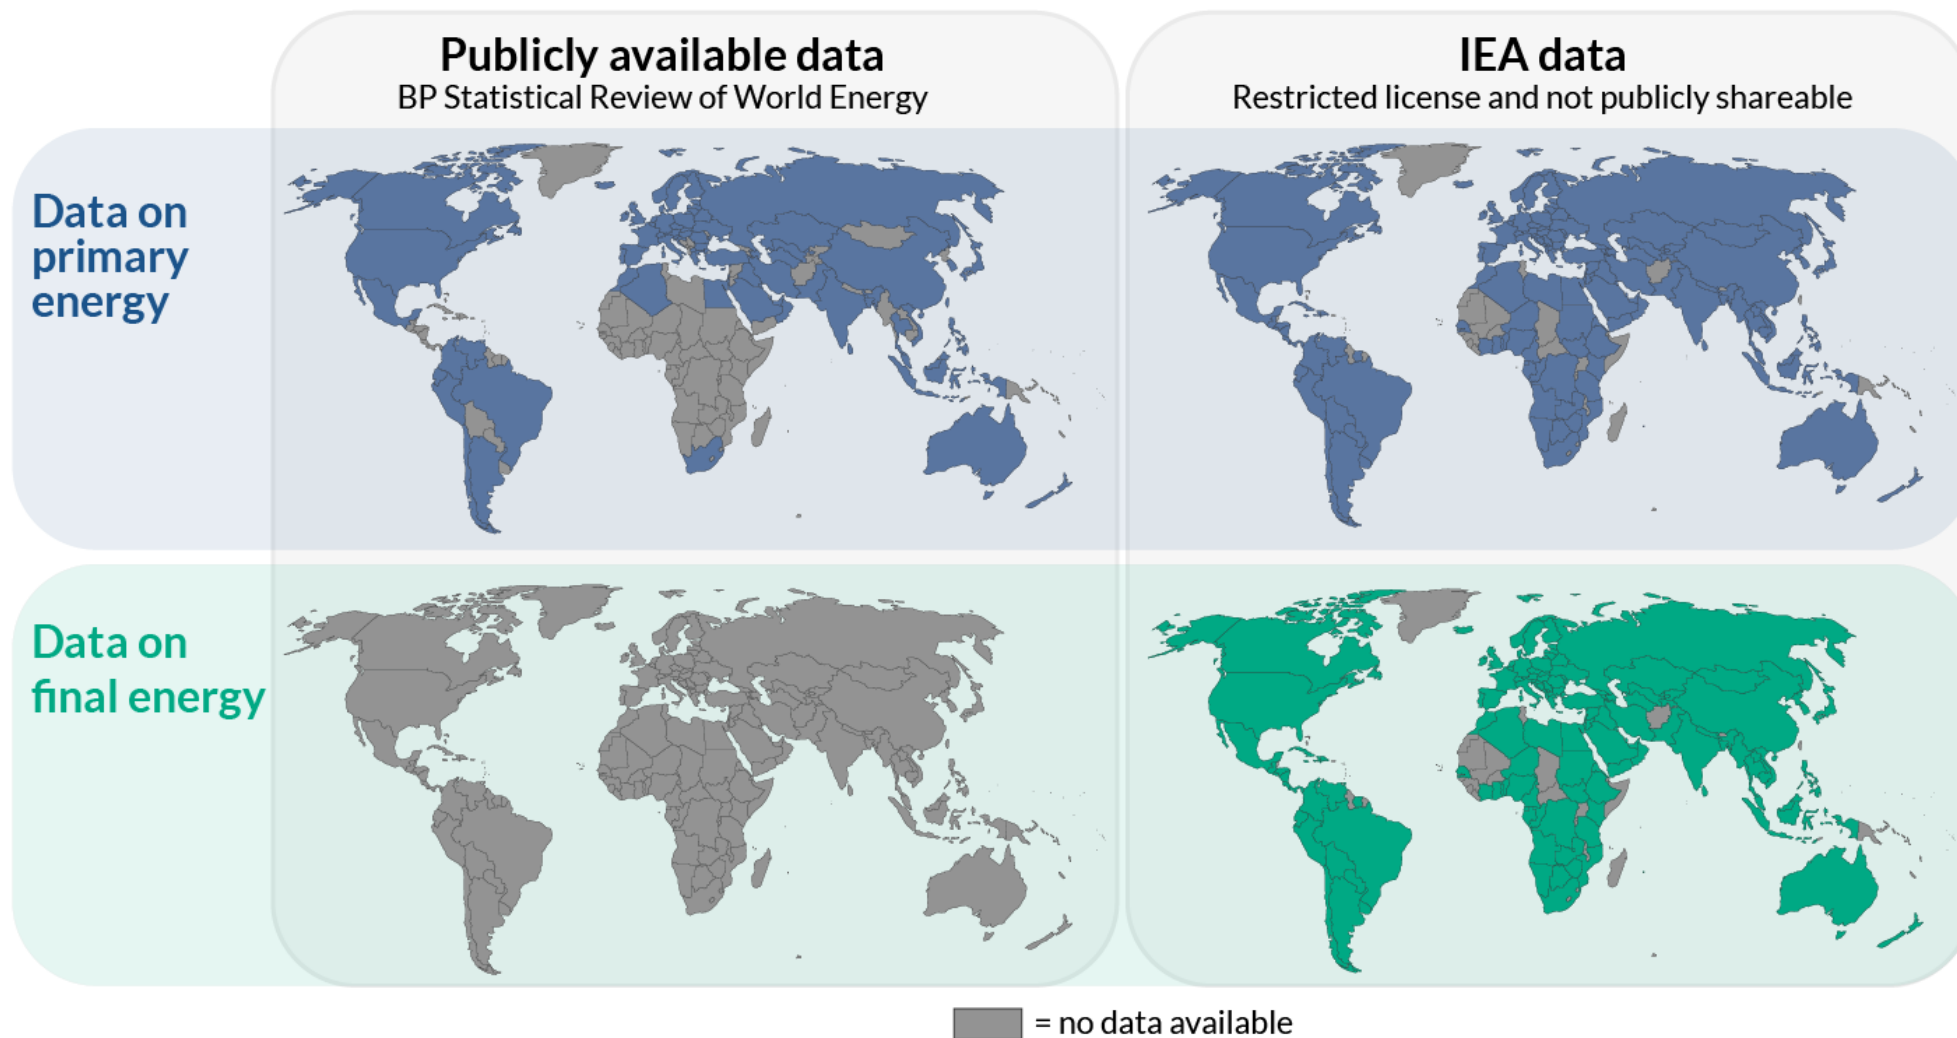 Publicly available data
BP Statistical Review of World Energy
IEA data
Restricted license and not publicly shareable
Data on
primary
energy
Data on
final energy
= no data available